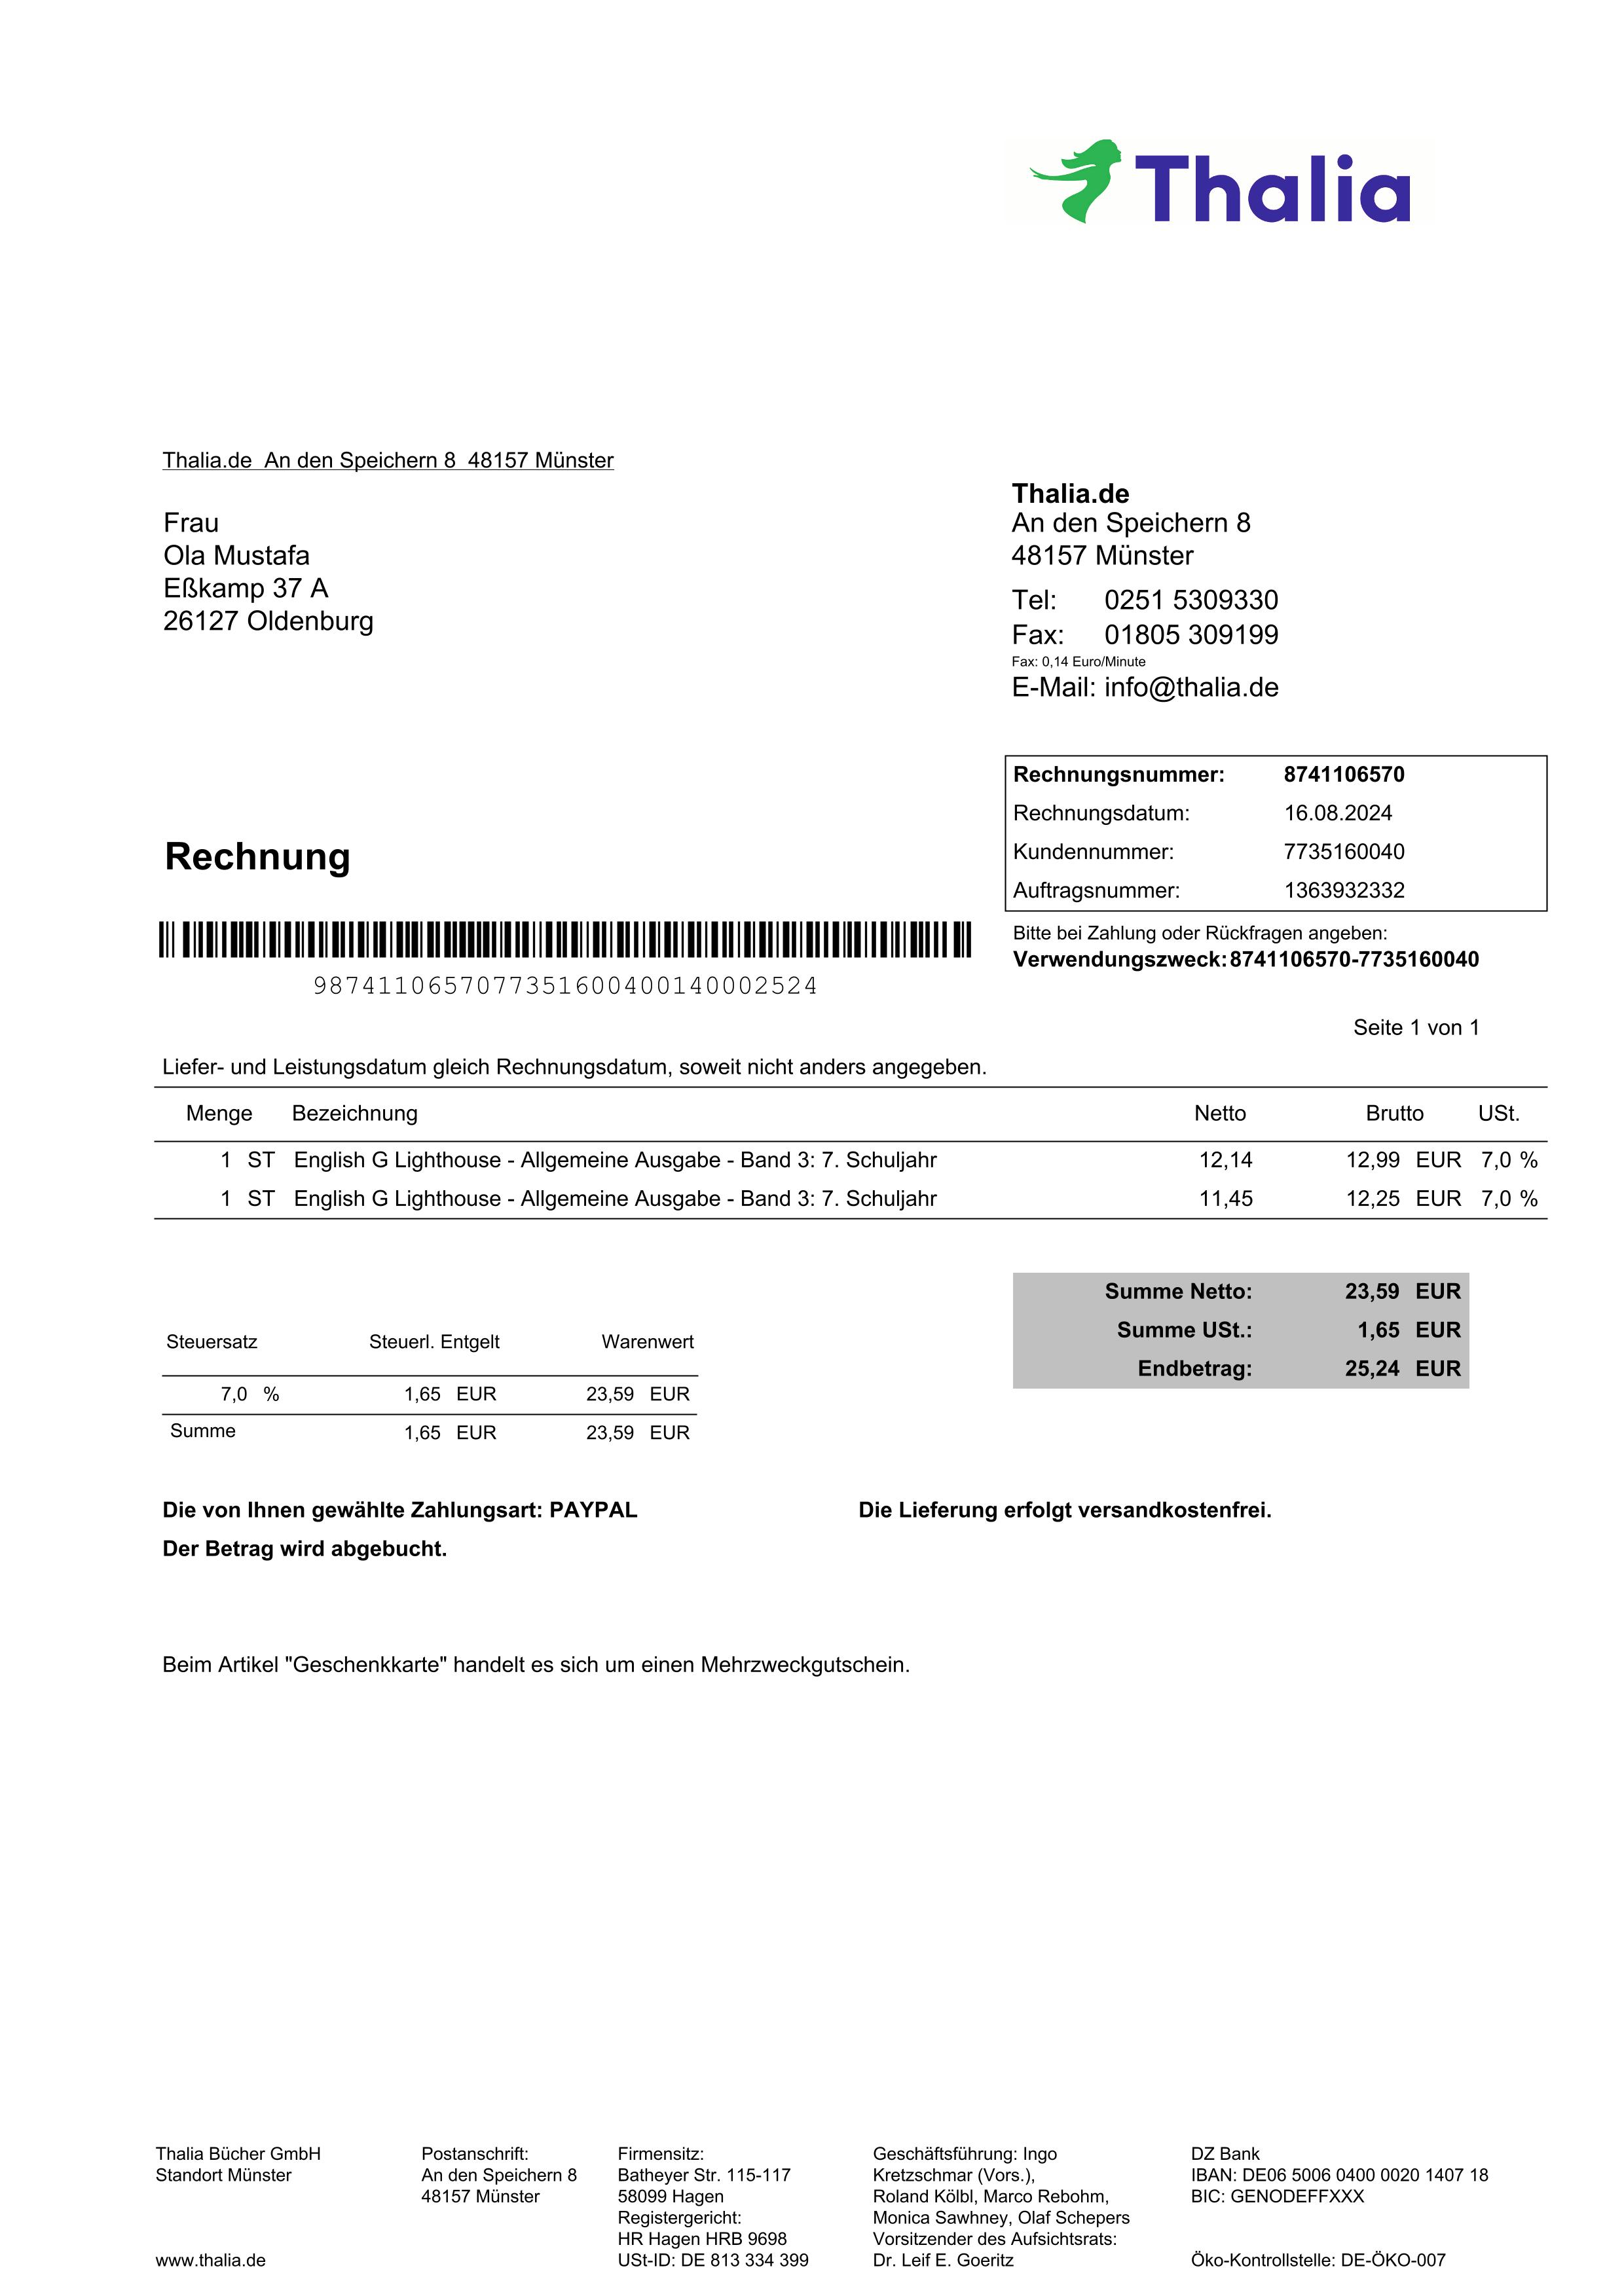 Thalia
Thalia.de An den Speichern 8 48157 Münster
Frau
Ola Mustafa
Eßkamp 37 A
26127 Oldenburg
Thalia.de
An den Speichern 8
48157 Münster
Tel: 0251 5309330
Fax: 01805 309199
Fax: 0,14 Euro/Minute
E-Mail: info@thalia.de
Rechnungsnummer: 8741106570
Rechnungsdatum: 16.08.2024
Kundennummer: 7735160040
Auftragsnummer: 1363932332
Rechnung
Bitte bei Zahlung oder Rückfragen angeben:
Verwendungszweck: 8741106570-7735160040
9874110657077351600400140002524
Seite 1 von 1
Liefer- und Leistungsdatum gleich Rechnungsdatum, soweit nicht anders angegeben.
Menge Bezeichnung Netto Brutto USt.
1 ST English G Lighthouse - Allgemeine Ausgabe - Band 3: 7. Schuljahr 12,14 12,99 EUR 7,0 %
1 ST English G Lighthouse - Allgemeine Ausgabe - Band 3: 7. Schuljahr 11,45 12,25 EUR 7,0 %
Summe Netto: 23,59 EUR
Summe USt.: 1,65 EUR
Endbetrag: 25,24 EUR
Steuersatz Steuerl. Entgelt Warenwert
7,0 % 1,65 EUR 23,59 EUR
Summe 1,65 EUR 23,59 EUR
Die von Ihnen gewählte Zahlungsart: PAYPAL Die Lieferung erfolgt versandkostenfrei.
Der Betrag wird abgebucht.
Beim Artikel "Geschenkkarte" handelt es sich um einen Mehrzweckgutschein.
Thalia Bücher GmbH
Standort Münster
www.thalia.de
Postanschrift:
An den Speichern 8
48157 Münster
Firmensitz:
Batheyer Str. 115-117
58099 Hagen
Registergericht:
HR Hagen HRB 9698
USt-ID: DE 813 334 399
Geschäftsführung: Ingo
Kretzschmar (Vors.),
Roland Kölbl, Marco Rebohm,
Monica Sawhney, Olaf Schepers
Vorsitzender des Aufsichtsrats:
Dr. Leif E. Goeritz
DZ Bank
IBAN: DE06 5006 0400 0020 1407 18
BIC: GENODEFFXXX
Öko-Kontrollstelle: DE-ÖKO-007